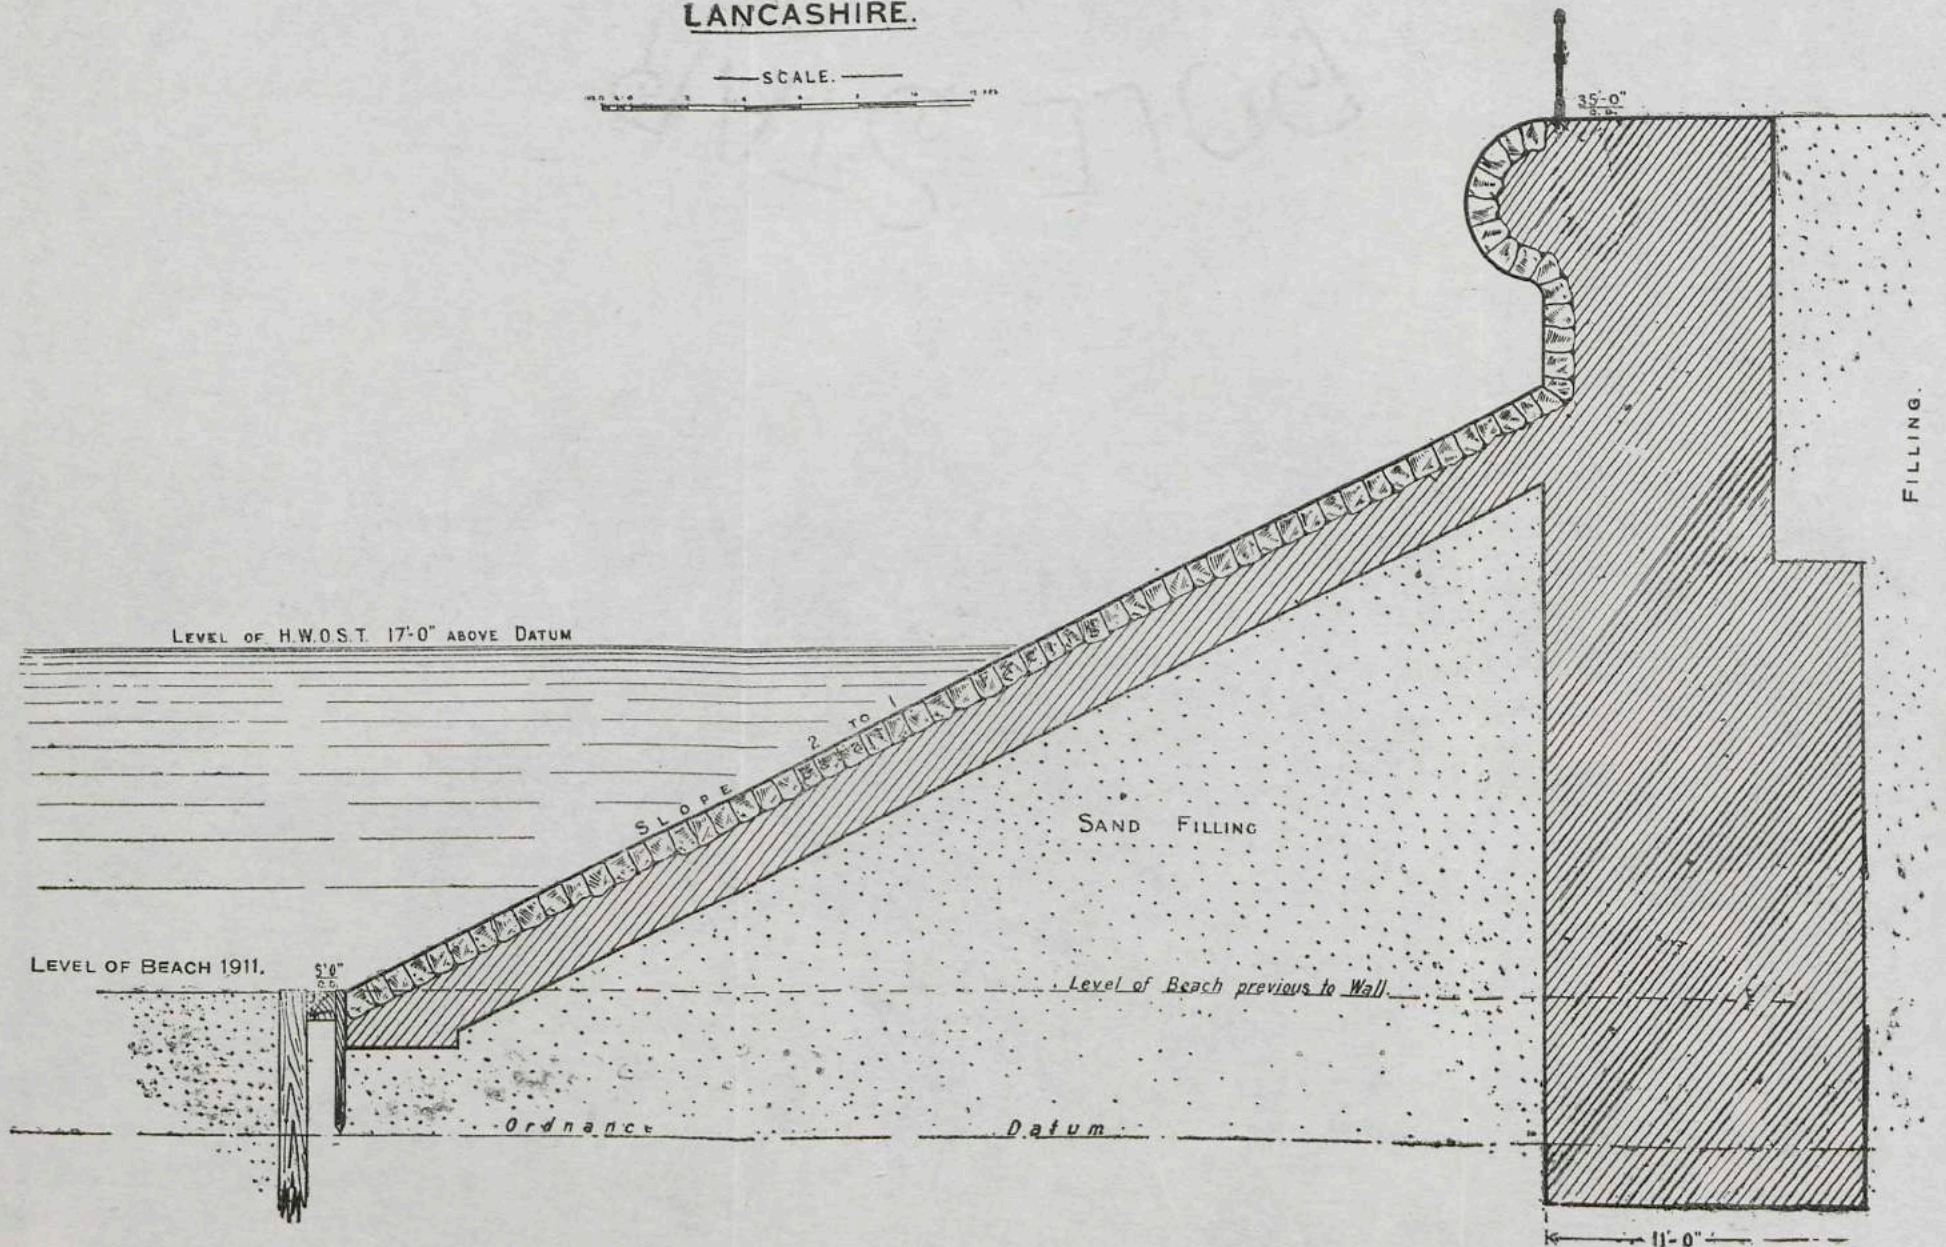 LANCASHIRE.
SCALE.
35'-0"
FILLING.
LEVEL OF H.W.O.S.T. 17'-0" ABOVE DATUM
SLOPE 2 TO 1
SAND FILLING
LEVEL OF BEACH 1911.
5'0"
Level of Beach previous to Wall
Ordnance Datum
11'-0"